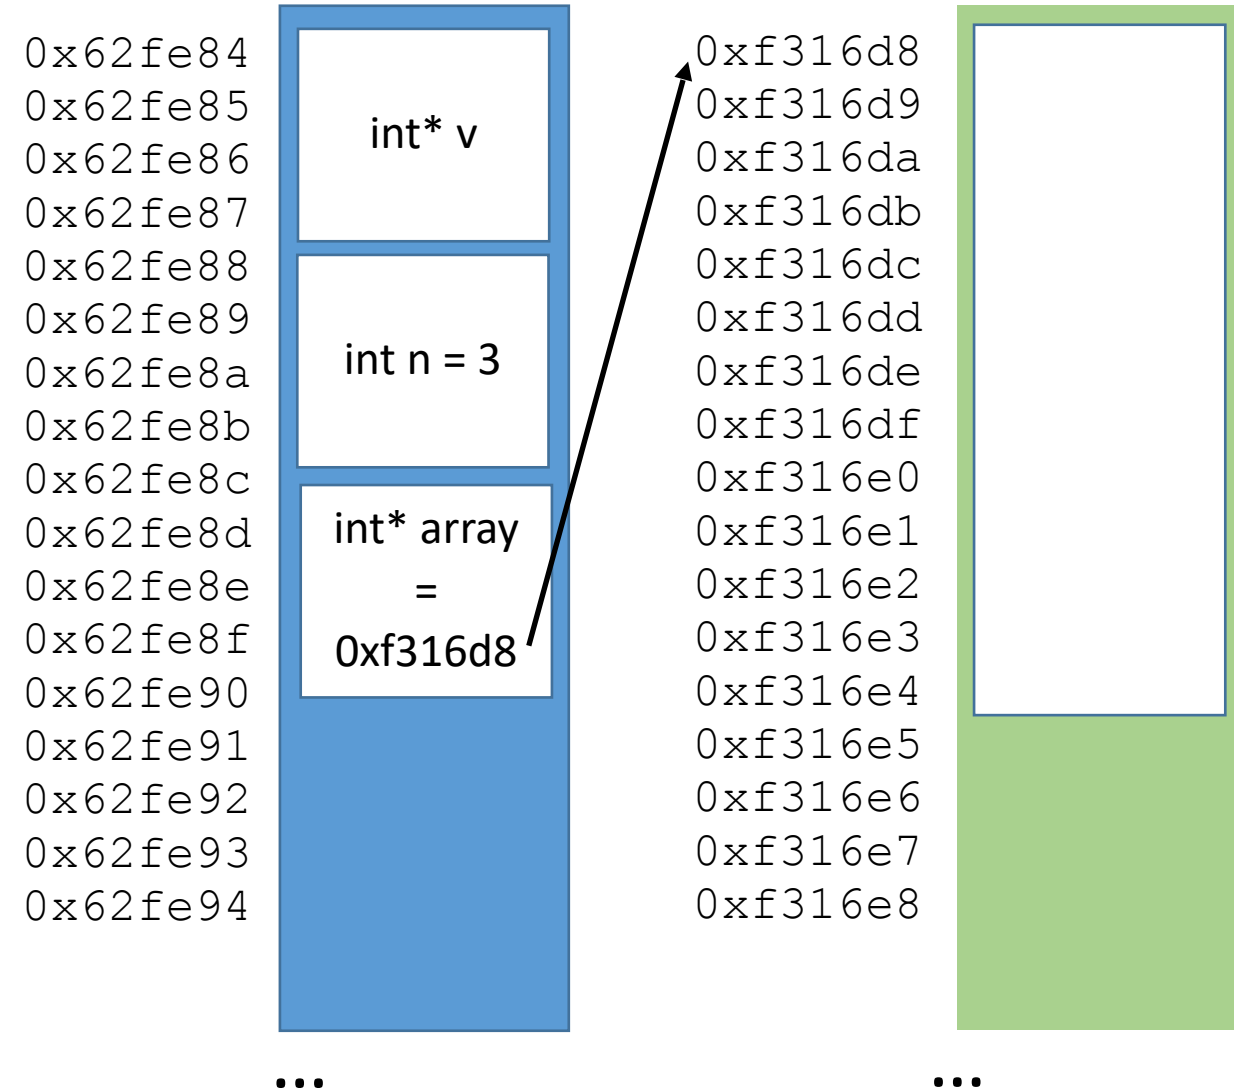 0x62fe84
0x62fe85
0x62fe86
0x62fe87
0x62fe88
0x62fe89
0x62fe8a
0x62fe8b
0x62fe8c
0x62fe8d
0x62fe8e
0x62fe8f
0x62fe90
0x62fe91
0x62fe92
0x62fe93
0x62fe94
int* v
int n = 3
int* array
=
0xf316d8
...
0xf316d8
0xf316d9
0xf316da
0xf316db
0xf316dc
0xf316dd
0xf316de
0xf316df
0xf316e0
0xf316e1
0xf316e2
0xf316e3
0xf316e4
0xf316e5
0xf316e6
0xf316e7
0xf316e8
...